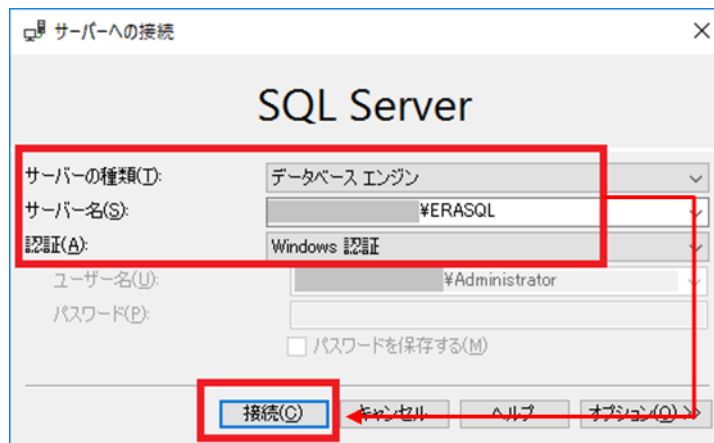 サーバーへの接続
SQL Server
サーバーの種類(T): データベース エンジン
サーバー名(S): ¥ERASQL
認証(A): Windows 認証
ユーザー名(U): ¥Administrator
パスワード(P):
パスワードを保存する(M)
接続(C) キャンセル ヘルプ オプション(O) >>